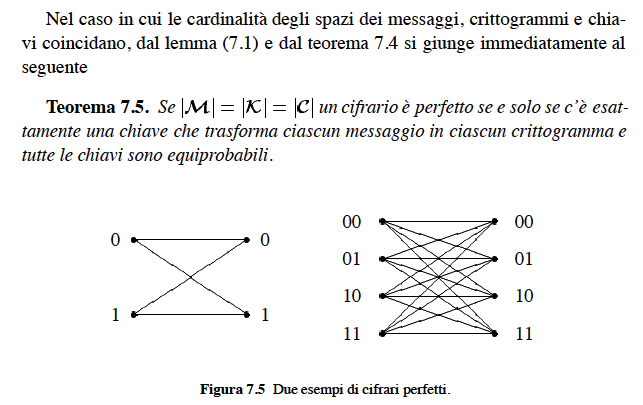 Nel caso in cui le cardinalità degli spazi dei messaggi, crittogrammi e chia-
vi coincidano, dal lemma (7.1) e dal teorema 7.4 si giunge immediatamente al
seguente
Teorema 7.5. Se |𝓜| = |𝓚| = |𝓒| un cifrario è perfetto se e solo se c'è esat-
tamente una chiave che trasforma ciascun messaggio in ciascun crittogramma e
tutte le chiavi sono equiprobabili.
0 0
1 1
00 00
01 01
10 10
11 11
Figura 7.5 Due esempi di cifrari perfetti.